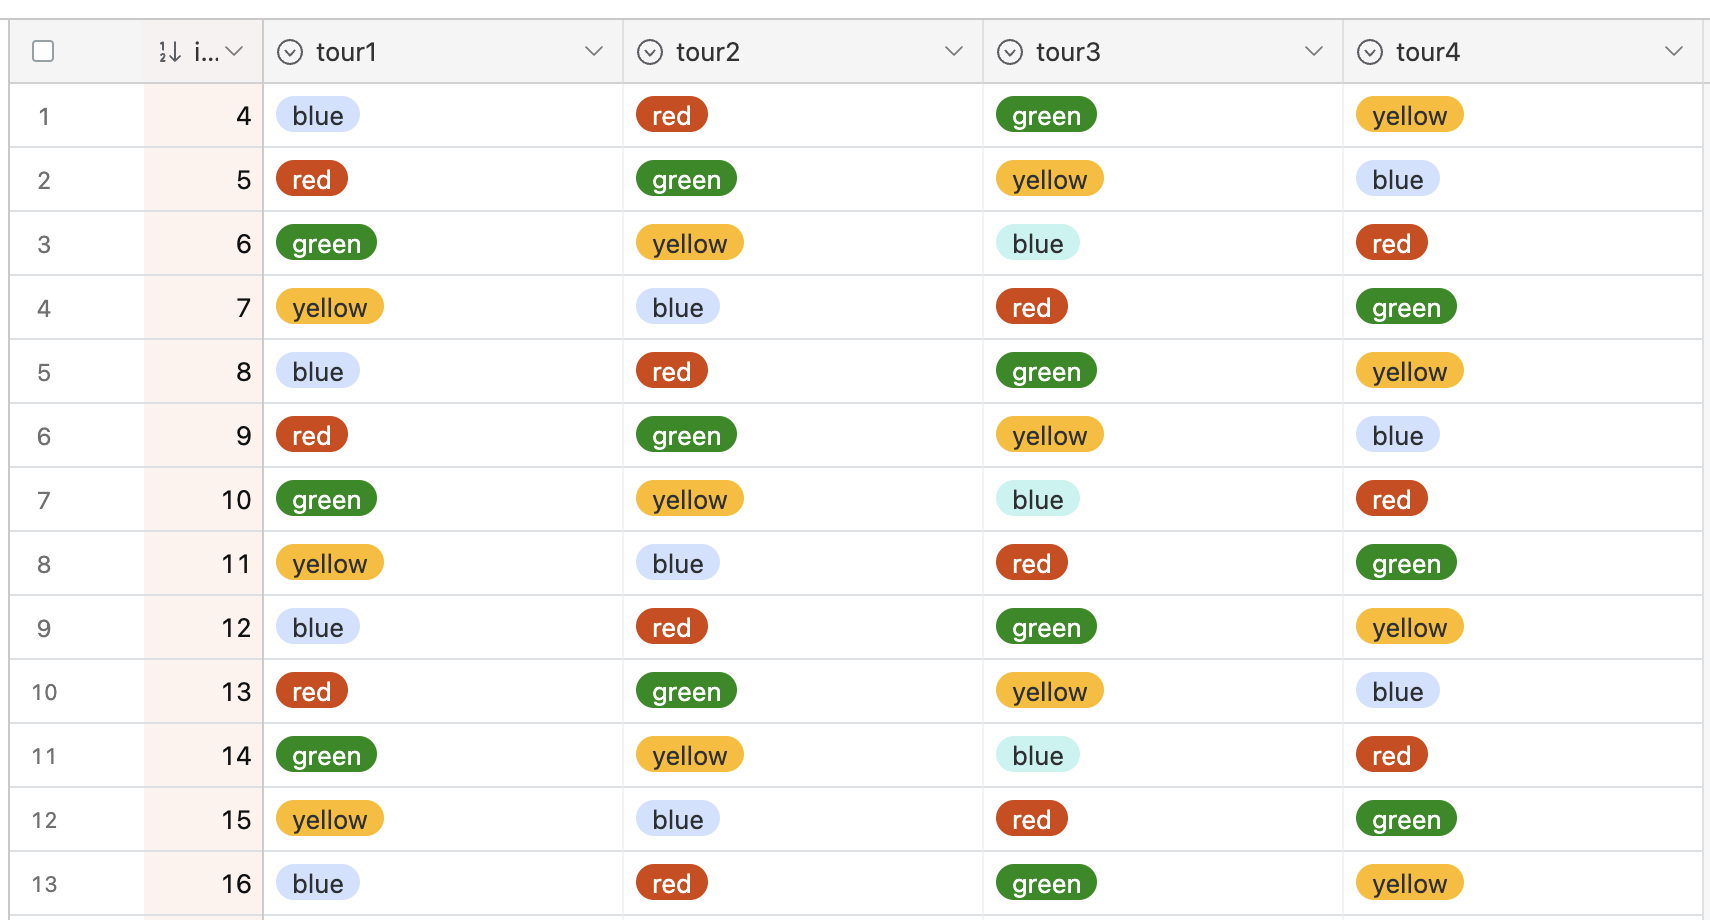 i... tour1 tour2 tour3 tour4
1 4 blue red green yellow
2 5 red green yellow blue
3 6 green yellow blue red
4 7 yellow blue red green
5 8 blue red green yellow
6 9 red green yellow blue
7 10 green yellow blue red
8 11 yellow blue red green
9 12 blue red green yellow
10 13 red green yellow blue
11 14 green yellow blue red
12 15 yellow blue red green
13 16 blue red green yellow